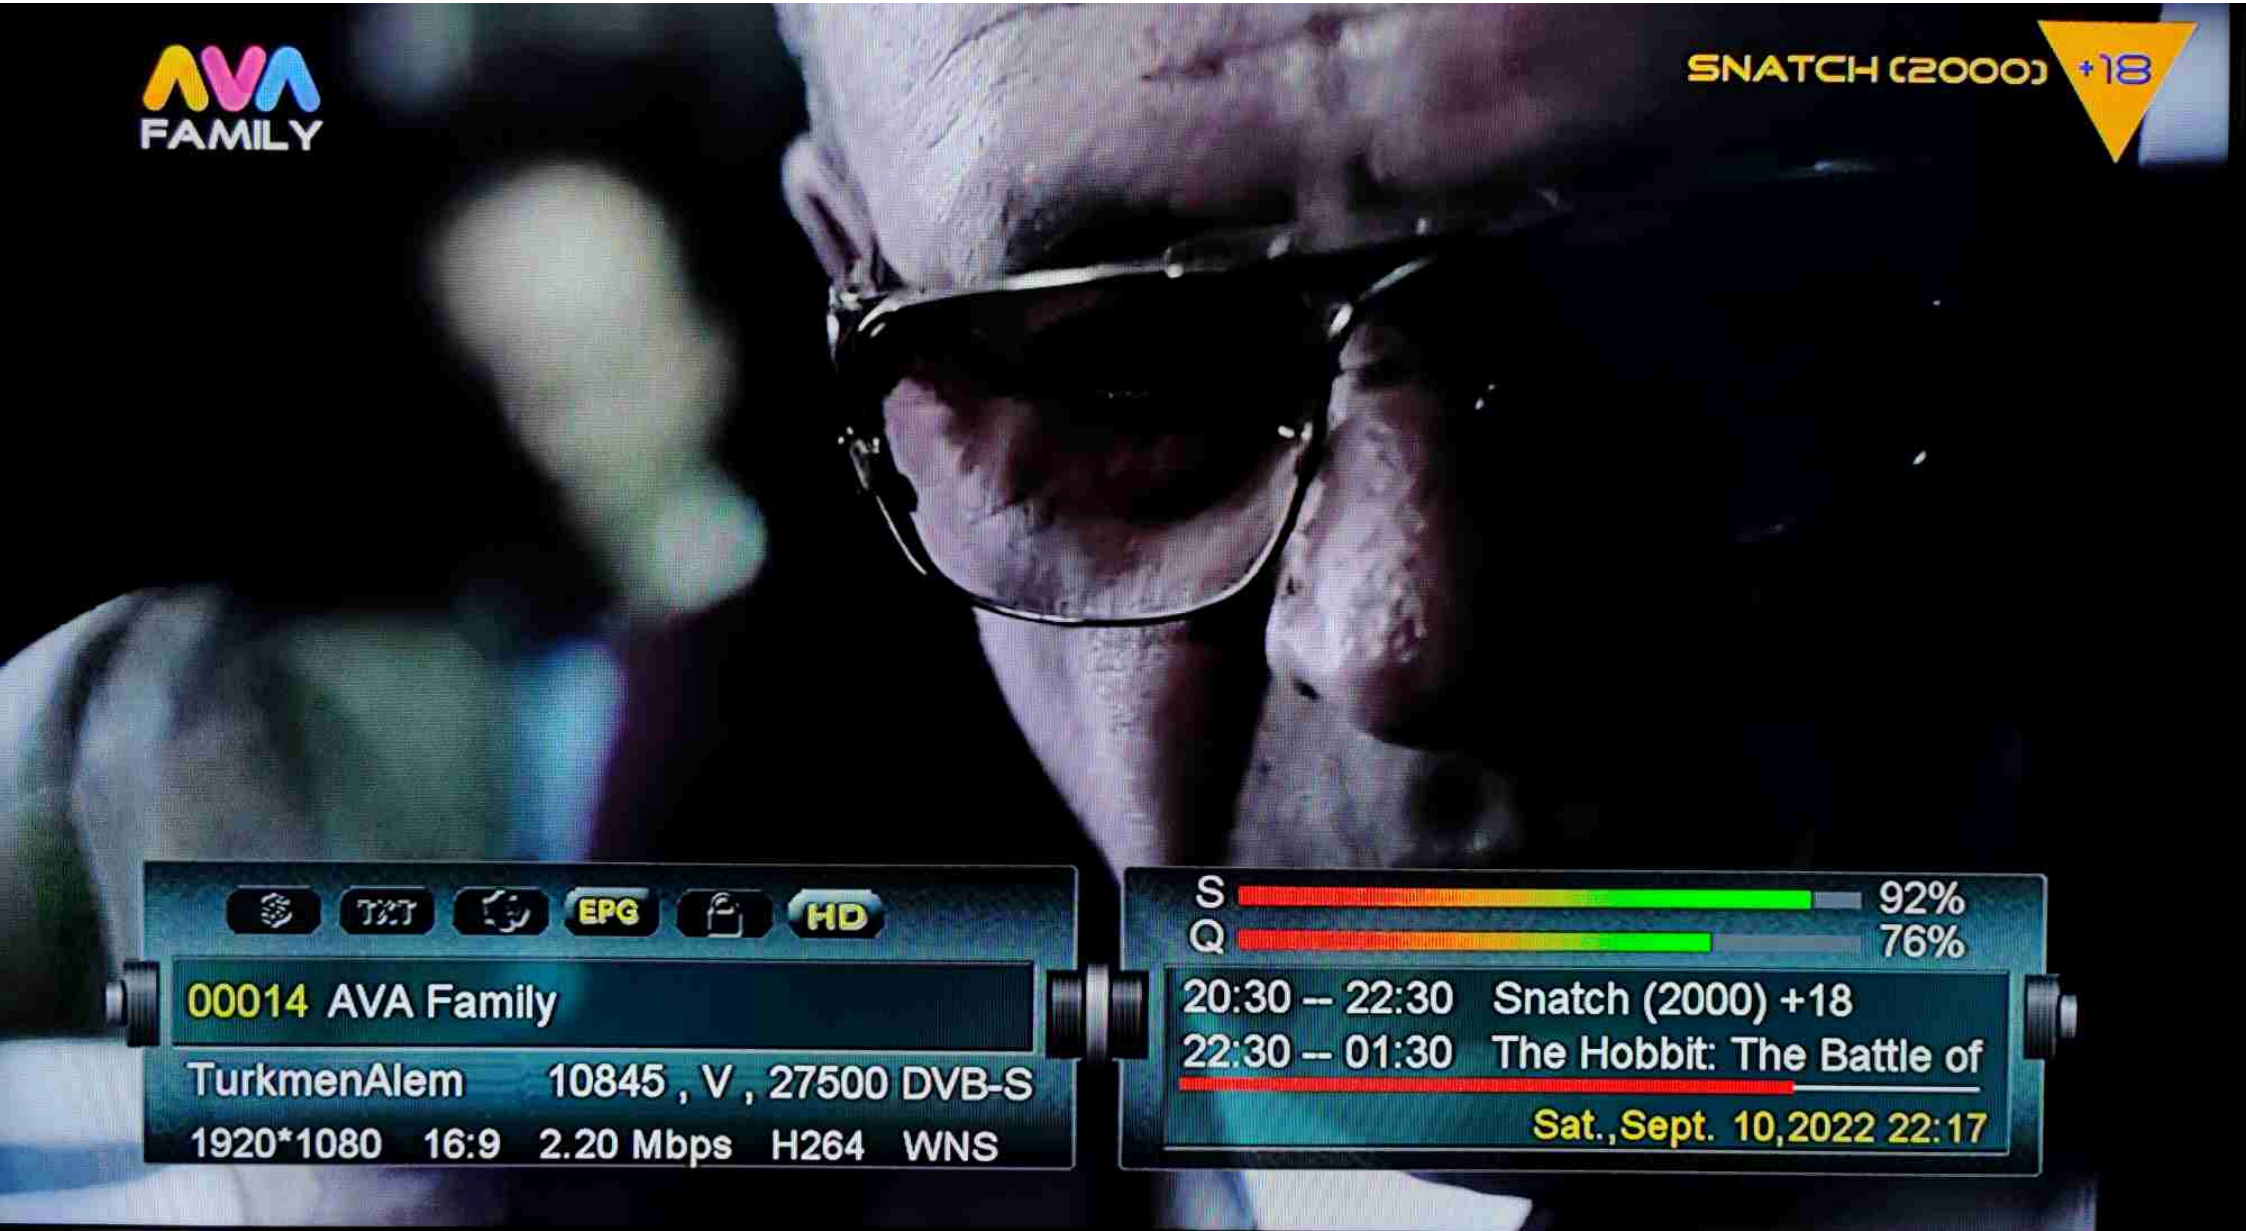 AVA
FAMILY
SNATCH (2000) +18
$ TXT EPG HD
00014 AVA Family
TurkmenAlem 10845 , V , 27500 DVB-S
1920*1080 16:9 2.20 Mbps H264 WNS
S 92%
Q 76%
20:30 -- 22:30 Snatch (2000) +18
22:30 -- 01:30 The Hobbit: The Battle of
Sat.,Sept. 10,2022 22:17